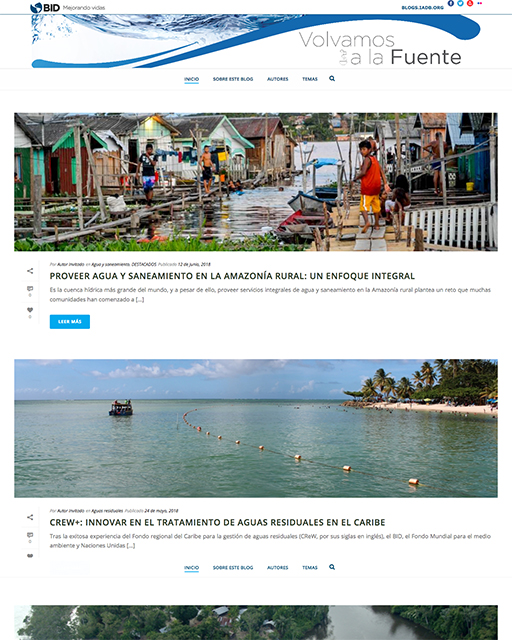 BID Mejorando vidas
BLOGS.IADB.ORG
Volvamos
a la Fuente
INICIO SOBRE ESTE BLOG AUTORES TEMAS
Por Autor Invitado en Agua y saneamiento, DESTACADOS, Publicado 12 de junio, 2018
PROVEER AGUA Y SANEAMIENTO EN LA AMAZONÍA RURAL: UN ENFOQUE INTEGRAL
Es la cuenca hídrica más grande del mundo, y a pesar de ello, proveer servicios integrales de agua y saneamiento en la Amazonía rural plantea un reto que muchas
comunidades han comenzado a [...]
0
0
LEER MÁS
Por Autor Invitado en Aguas residuales Publicado 24 de mayo, 2018
CREW+: INNOVAR EN EL TRATAMIENTO DE AGUAS RESIDUALES EN EL CARIBE
Tras la exitosa experiencia del Fondo regional del Caribe para la gestión de aguas residuales (CReW, por sus siglas en inglés), el BID, el Fondo Mundial para el medio
ambiente y Naciones Unidas [...]
0
INICIO SOBRE ESTE BLOG AUTORES TEMAS